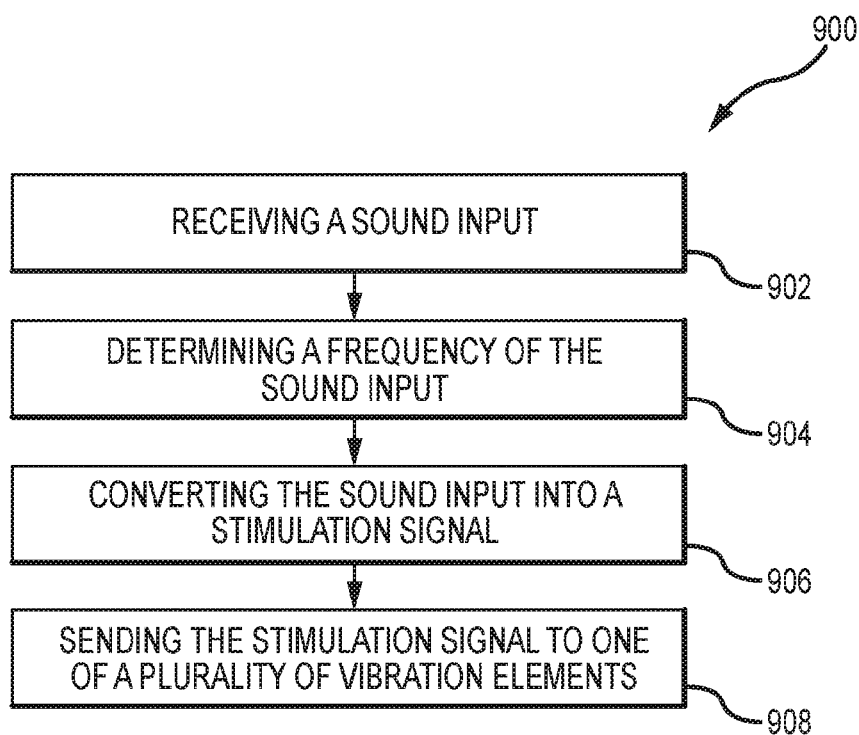 900
RECEIVING A SOUND INPUT
902
DETERMINING A FREQUENCY OF THE
SOUND INPUT
904
CONVERTING THE SOUND INPUT INTO A
STIMULATION SIGNAL
906
SENDING THE STIMULATION SIGNAL TO ONE
OF A PLURALITY OF VIBRATION ELEMENTS
908